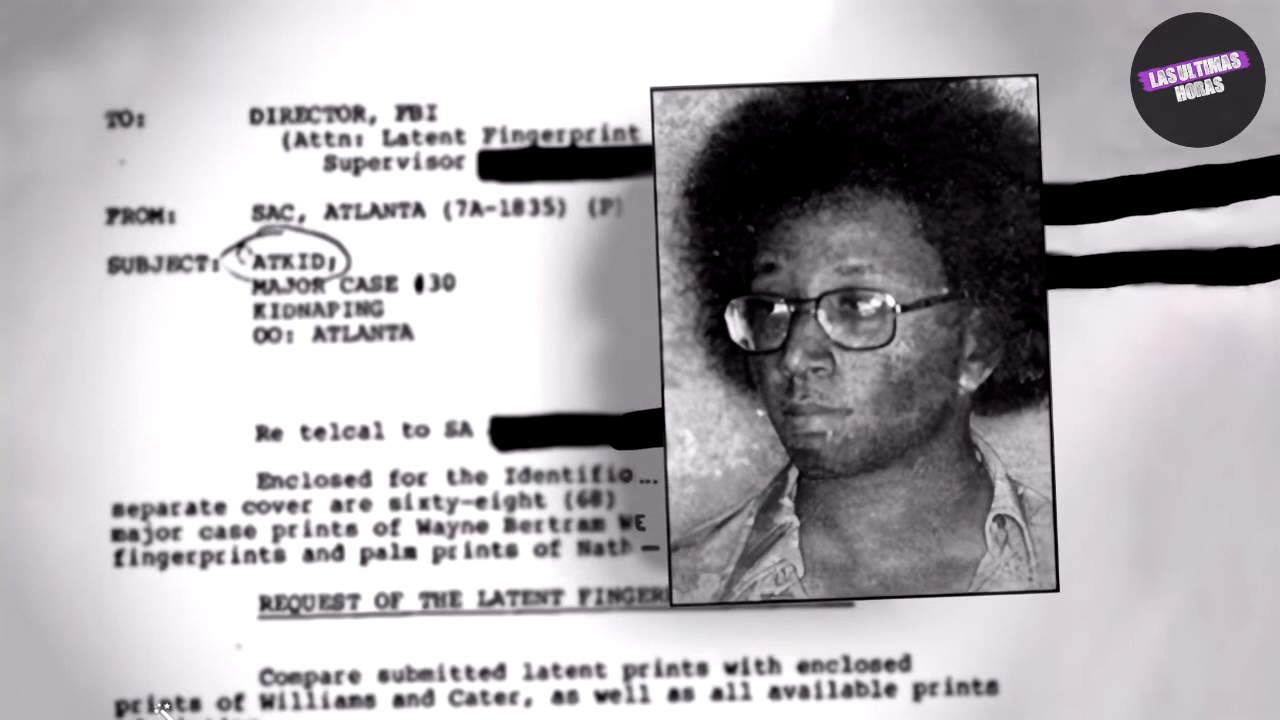 LAS ULTIMAS
HORAS
TO: DIRECTOR, FBI
(Attn: Latent Fingerprint
Supervisor
FROM: SAC, ATLANTA (7A-1835) (P)
SUBJECT: ATKID;
MAJOR CASE #30
KIDNAPING
OO: ATLANTA
Re telcal to SA
Enclosed for the
separate cover are sixty-eight (68)
major case prints of Wayne Bertram
fingerprints and palm prints of
REQUEST OF THE LATENT
Compare submitted latent prints with enclosed
prints of Williams and Cater, as well as all available prints